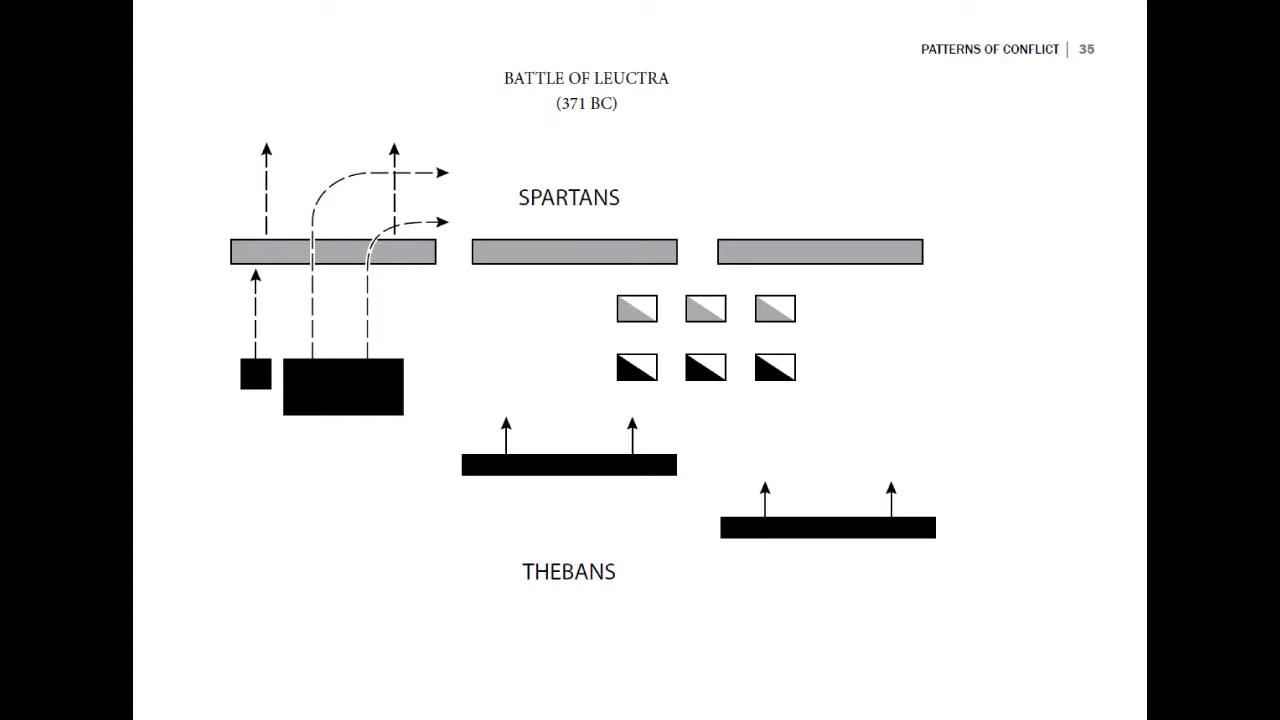 PATTERNS OF CONFLICT | 35
BATTLE OF LEUCTRA
(371 BC)
SPARTANS
THEBANS